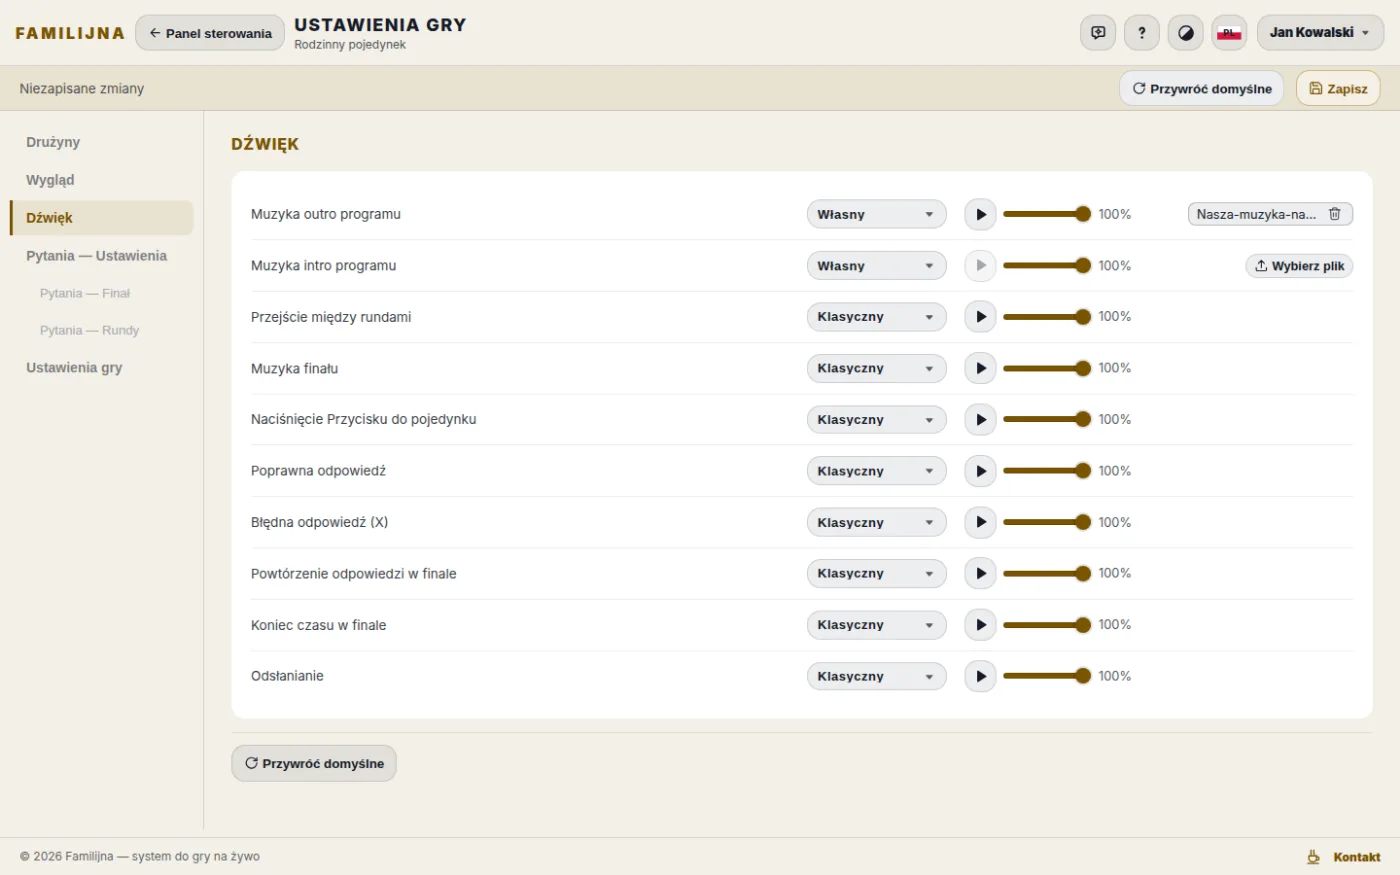 FAMILIJNA
Panel sterowania
USTAWIENIA GRY
Rodzinny pojedynek
?
PL
Jan Kowalski
Niezapisane zmiany
Przywróć domyślne
Zapisz
Drużyny
Wygląd
Dźwięk
Pytania — Ustawienia
Pytania — Finał
Pytania — Rundy
Ustawienia gry
DŹWIĘK
Muzyka outro programu
Własny
100%
Nasza-muzyka-na...
Muzyka intro programu
Własny
100%
Wybierz plik
Przejście między rundami
Klasyczny
100%
Muzyka finału
Klasyczny
100%
Naciśnięcie Przycisku do pojedynku
Klasyczny
100%
Poprawna odpowiedź
Klasyczny
100%
Błędna odpowiedź (X)
Klasyczny
100%
Powtórzenie odpowiedzi w finale
Klasyczny
100%
Koniec czasu w finale
Klasyczny
100%
Odsłanianie
Klasyczny
100%
Przywróć domyślne
© 2026 Familijna — system do gry na żywo
Kontakt